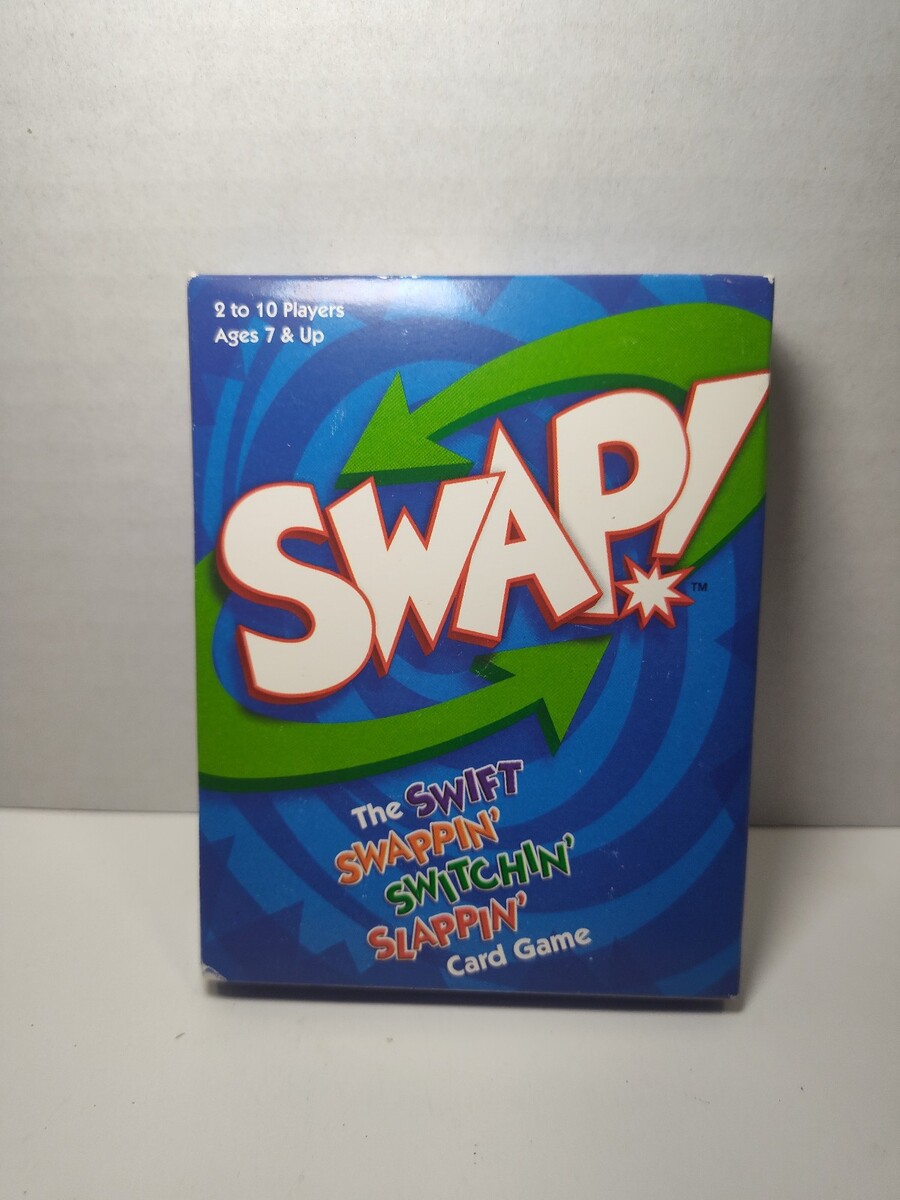 2 to 10 Players
Ages 7 & Up
SWAP!
TM
The SWIFT
SWAPPIN'
SWITCHIN'
SLAPPIN'
Card Game